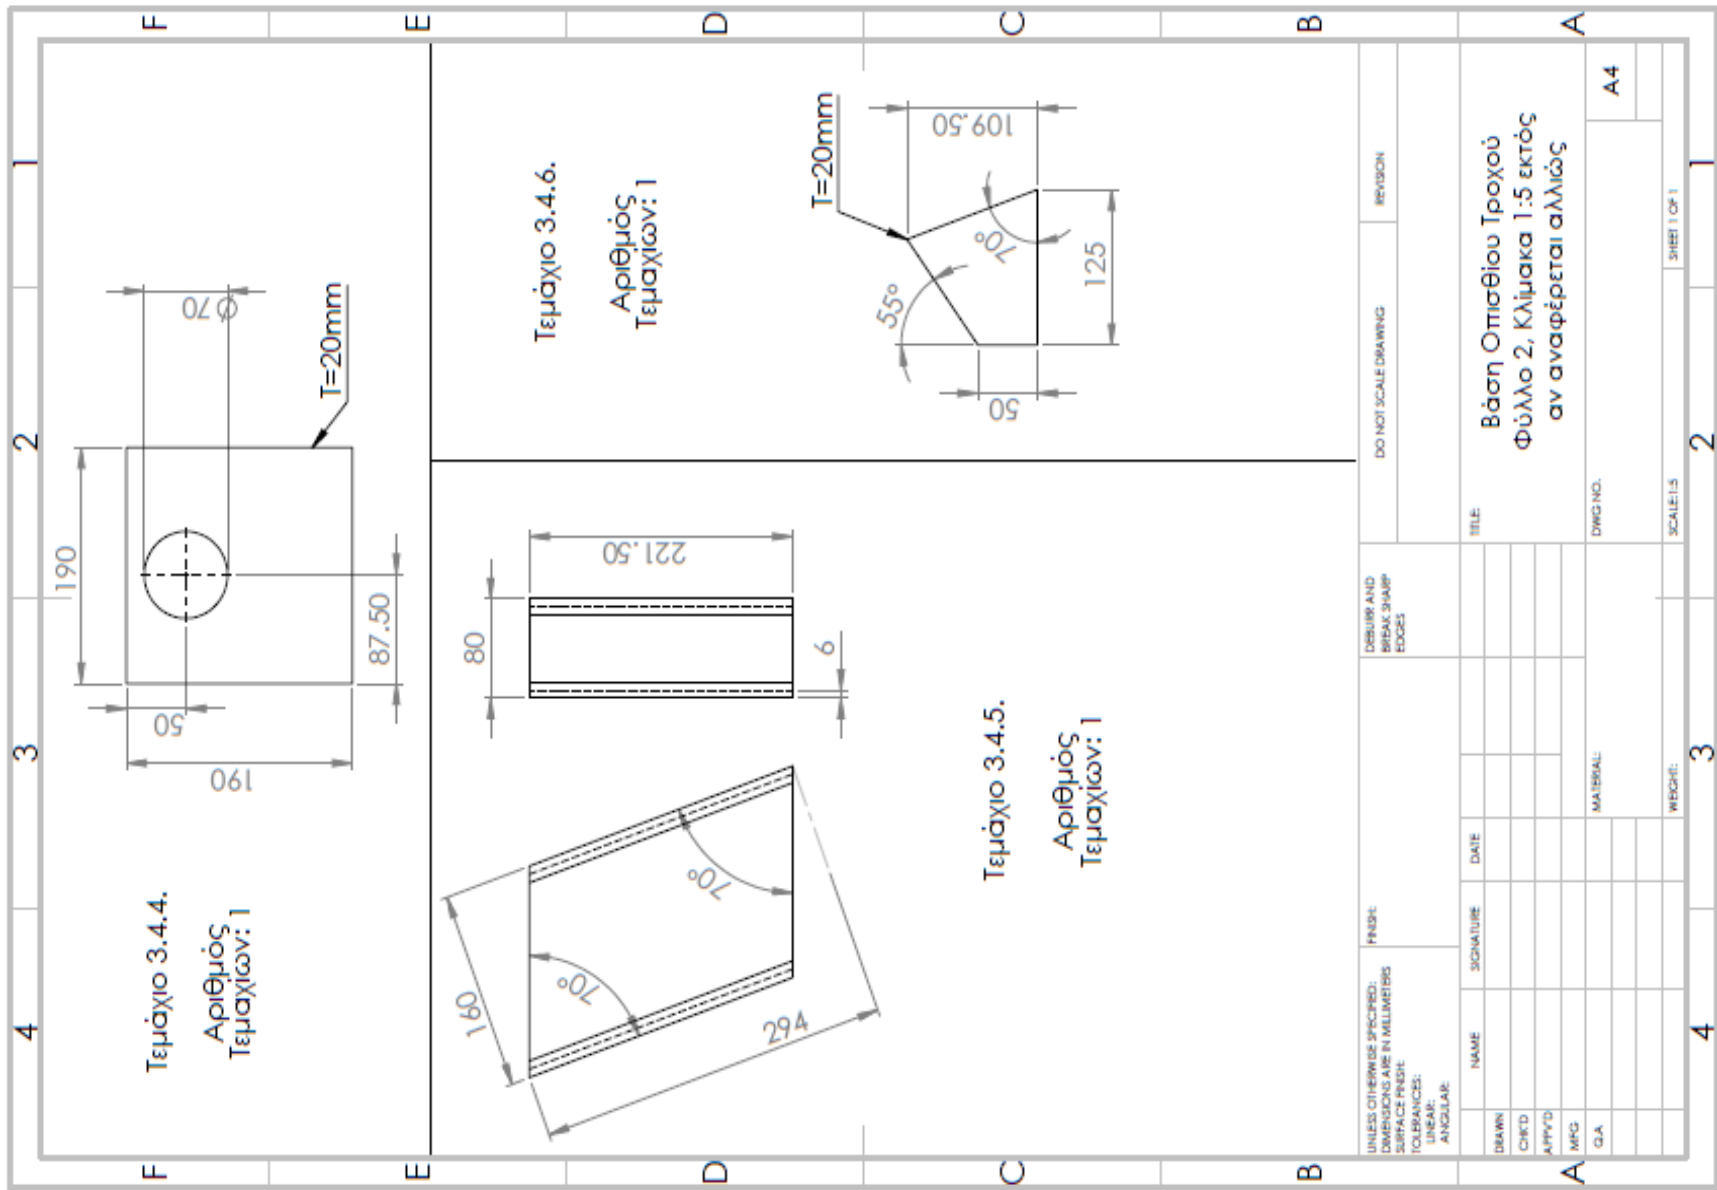 4
3
2
1
F
F
E
E
D
D
C
C
B
B
A
A
Τεμάχιο 3.4.4.
Αριθμός
Τεμαχίων: 1
190
50
190
87.50
∅70
T=20mm
160
70°
70°
294
80
221.50
6
Τεμάχιο 3.4.5.
Αριθμός
Τεμαχίων: 1
Τεμάχιο 3.4.6.
Αριθμός
Τεμαχίων: 1
T=20mm
109.50
55°
70°
50
125
UNLESS OTHERWISE SPECIFIED:
DIMENSIONS ARE IN MILLIMETERS
SURFACE FINISH:
TOLERANCES:
LINEAR:
ANGULAR:
FINISH:
DEBURR AND
BREAK SHARP
EDGES
DO NOT SCALE DRAWING
REVISION
NAME
SIGNATURE
DATE
DRAWN
CHK'D
APPV'D
MFG
Q.A
MATERIAL:
WEIGHT:
TITLE:
Βάση Οπισθίου Τροχού
Φύλλο 2, Κλίμακα 1:5 εκτός
αν αναφέρεται αλλιώς
DWG NO.
A4
SCALE:1:5
SHEET 1 OF 1
4
3
2
1